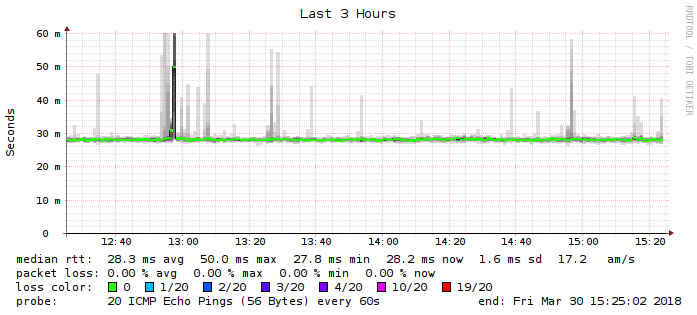 Last 3 Hours
RRDTOOL / TOBI OETIKER
Seconds
60 m
50 m
40 m
30 m
20 m
10 m
0
12:40 13:00 13:20 13:40 14:00 14:20 14:40 15:00 15:20
median rtt: 28.3 ms avg 50.0 ms max 27.8 ms min 28.2 ms now 1.6 ms sd 17.2 am/s
packet loss: 0.00 % avg 0.00 % max 0.00 % min 0.00 % now
loss color: 0 1/20 2/20 3/20 4/20 10/20 19/20
probe: 20 ICMP Echo Pings (56 Bytes) every 60s end: Fri Mar 30 15:25:02 2018